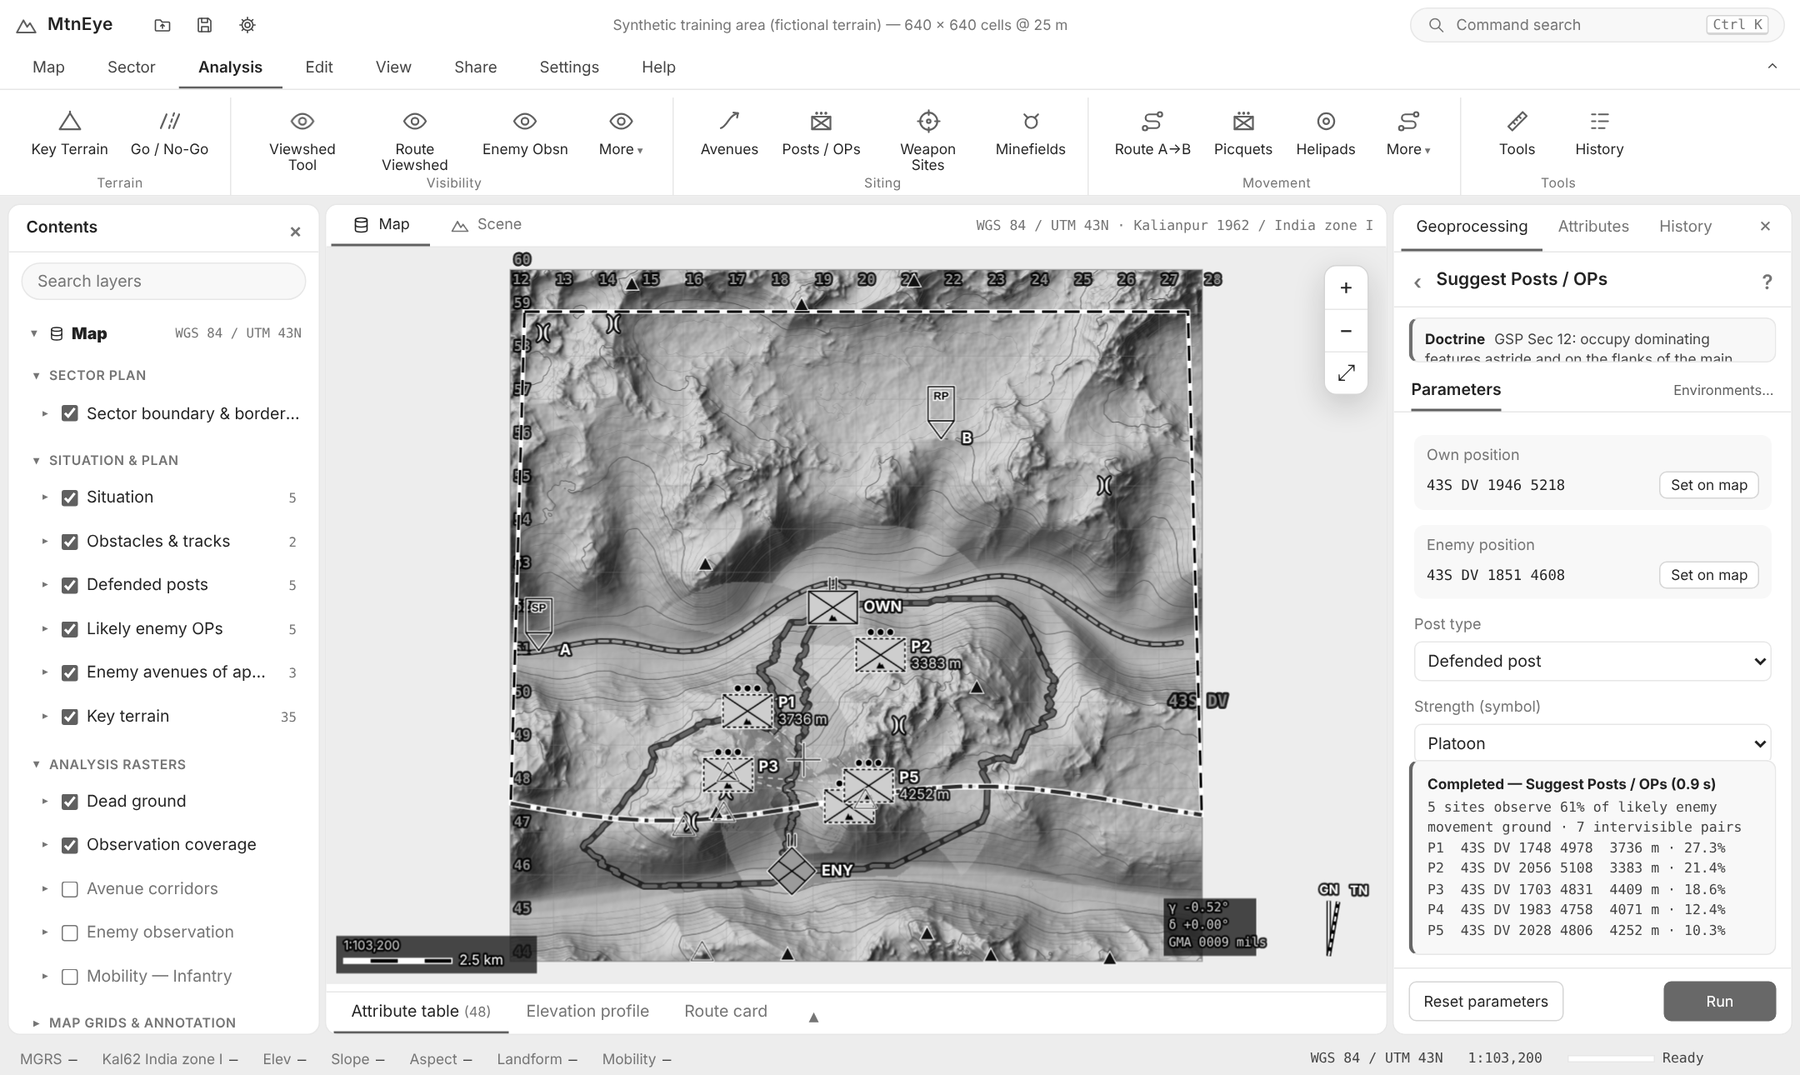 MtnEye
Synthetic training area (fictional terrain) — 640 × 640 cells @ 25 m
Command search
Ctrl K
Map
Sector
Analysis
Edit
View
Share
Settings
Help
Key Terrain
Go / No-Go
Terrain
Viewshed Tool
Route Viewshed
Enemy Obsn
More
Visibility
Avenues
Posts / OPs
Weapon Sites
Minefields
Siting
Route A→B
Picquets
Helipads
More
Movement
Tools
History
Tools
Contents
Search layers
Map
WGS 84 / UTM 43N
SECTOR PLAN
Sector boundary & border...
SITUATION & PLAN
Situation 5
Obstacles & tracks 2
Defended posts 5
Likely enemy OPs 5
Enemy avenues of ap... 3
Key terrain 35
ANALYSIS RASTERS
Dead ground
Observation coverage
Avenue corridors
Enemy observation
Mobility — Infantry
MAP GRIDS & ANNOTATION
Map
Scene
WGS 84 / UTM 43N · Kalianpur 1962 / India zone I
60
12 13 14 15 16 17 18 19 20 22 23 24 25 26 27 28
59
RP
B
SP
A
OWN
P2
3383 m
P1
3736 m
P3
P5
4252 m
ENY
50
49
48
47
46
45
43S DV
1:103,200
2.5 km
γ -0.52°
δ +0.00°
GMA 0009 mils
GN TN
Attribute table (48)
Elevation profile
Route card
Geoprocessing
Attributes
History
Suggest Posts / OPs
?
Doctrine GSP Sec 12: occupy dominating
features astride and on the flanks of the main
Parameters
Environments...
Own position
43S DV 1946 5218
Set on map
Enemy position
43S DV 1851 4608
Set on map
Post type
Defended post
Strength (symbol)
Platoon
Completed — Suggest Posts / OPs (0.9 s)
5 sites observe 61% of likely enemy
movement ground · 7 intervisible pairs
P1 43S DV 1748 4978 3736 m · 27.3%
P2 43S DV 2056 5108 3383 m · 21.4%
P3 43S DV 1703 4831 4409 m · 18.6%
P4 43S DV 1983 4758 4071 m · 12.4%
P5 43S DV 2028 4806 4252 m · 10.3%
Reset parameters
Run
MGRS —
Kal62 India zone I —
Elev —
Slope —
Aspect —
Landform —
Mobility —
WGS 84 / UTM 43N
1:103,200
Ready